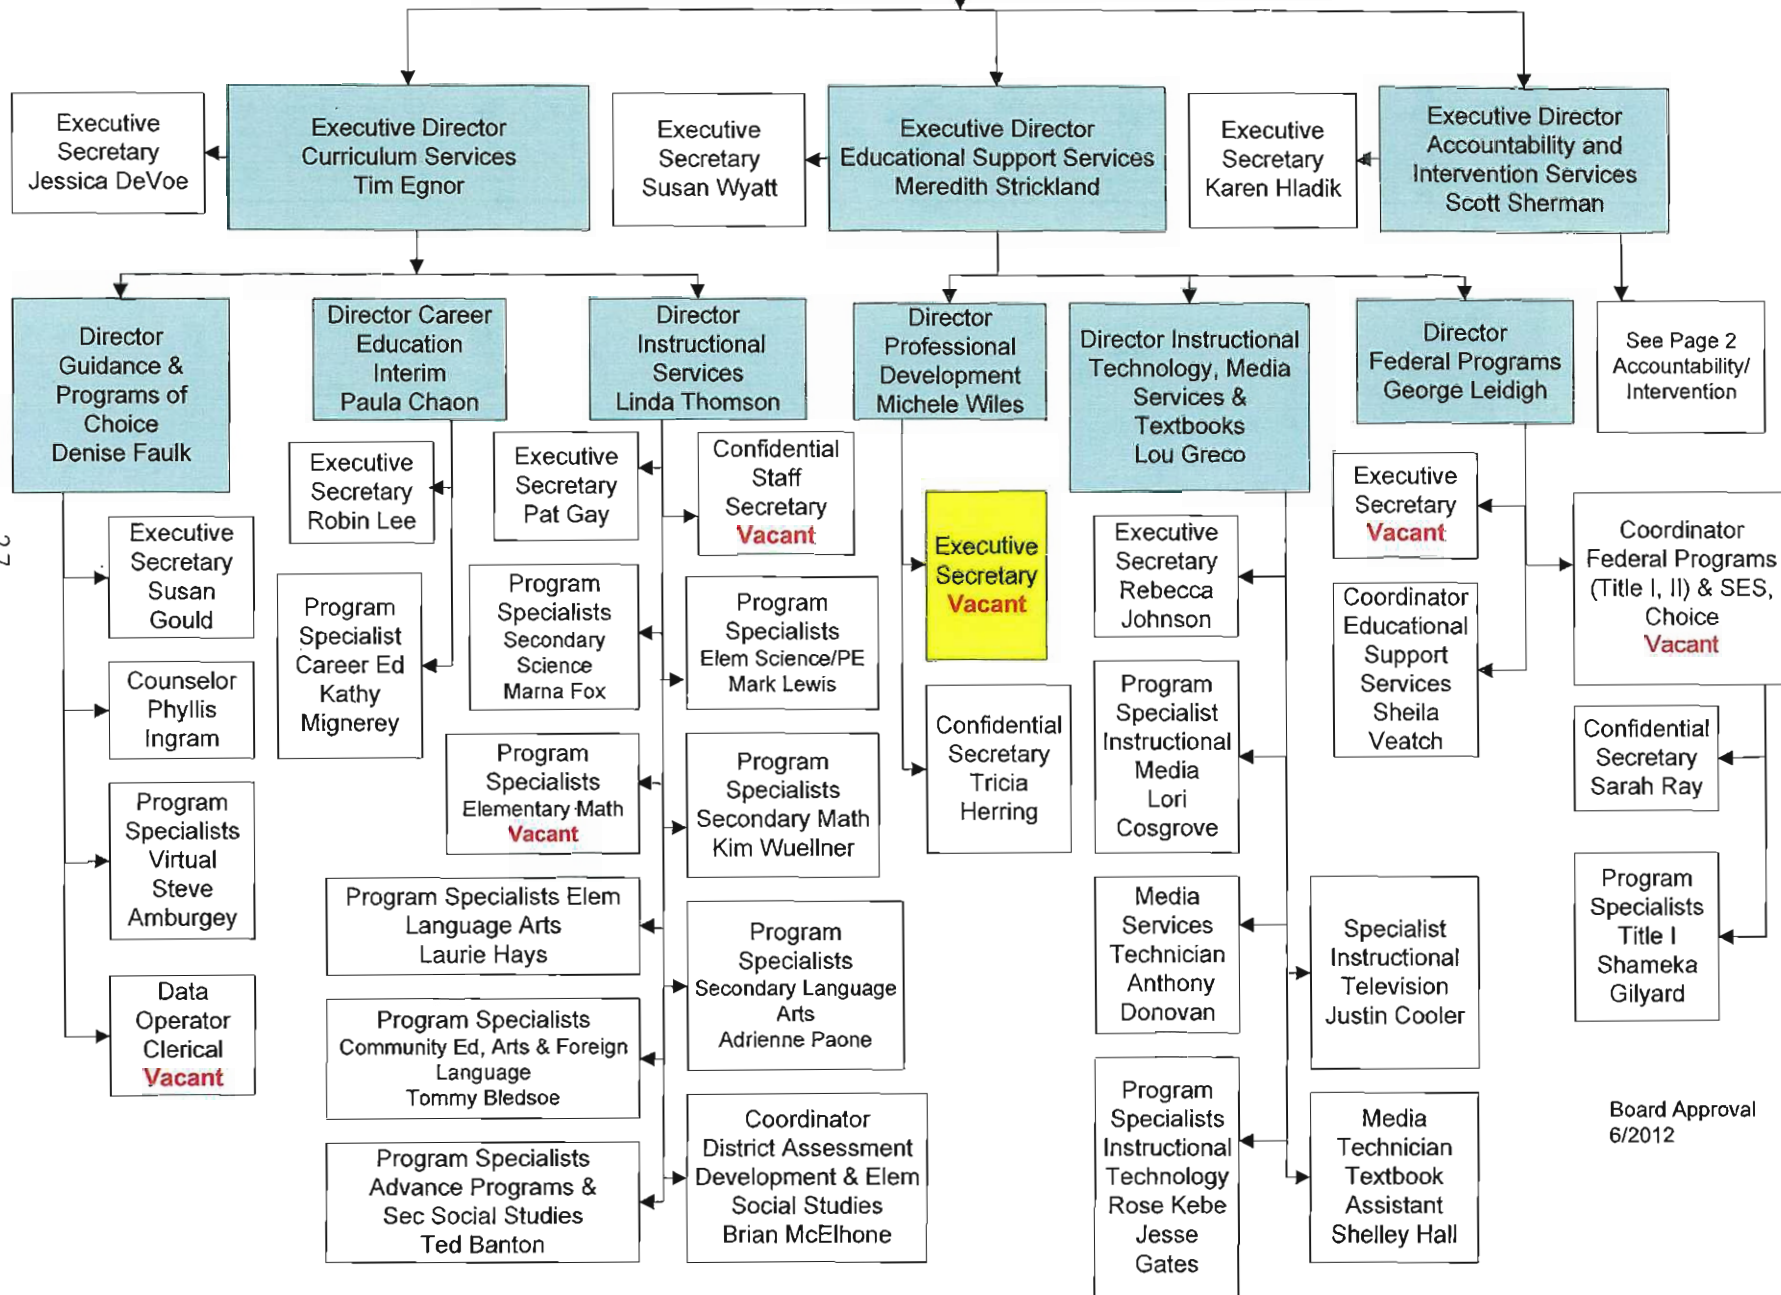 Executive
Secretary
Jessica DeVoe
Executive Director
Curriculum Services
Tim Egnor
Executive
Secretary
Susan Wyatt
Executive Director
Educational Support Services
Meredith Strickland
Executive
Secretary
Karen Hladik
Executive Director
Accountability and
Intervention Services
Scott Sherman
Director
Guidance &
Programs of
Choice
Denise Faulk
Director Career
Education
Interim
Paula Chaon
Director
Instructional
Services
Linda Thomson
Director
Professional
Development
Michele Wiles
Director Instructional
Technology, Media
Services &
Textbooks
Lou Greco
Director
Federal Programs
George Leidigh
See Page 2
Accountability/
Intervention
Executive
Secretary
Susan
Gould
Counselor
Phyllis
Ingram
Program
Specialists
Virtual
Steve
Amburgey
Data
Operator
Clerical
Vacant
Executive
Secretary
Robin Lee
Program
Specialist
Career Ed
Kathy
Mignerey
Executive
Secretary
Pat Gay
Confidential
Staff
Secretary
Vacant
Program
Specialists
Secondary
Science
Marna Fox
Program
Specialists
Elem Science/PE
Mark Lewis
Program
Specialists
Elementary Math
Vacant
Program
Specialists
Secondary Math
Kim Wuellner
Program Specialists Elem
Language Arts
Laurie Hays
Program
Specialists
Secondary Language
Arts
Adrienne Paone
Program Specialists
Community Ed, Arts & Foreign
Language
Tommy Bledsoe
Program Specialists
Advance Programs &
Sec Social Studies
Ted Banton
Coordinator
District Assessment
Development & Elem
Social Studies
Brian McElhone
Executive
Secretary
Vacant
Confidential
Secretary
Tricia
Herring
Executive
Secretary
Rebecca
Johnson
Program
Specialist
Instructional
Media
Lori
Cosgrove
Media
Services
Technician
Anthony
Donovan
Specialist
Instructional
Television
Justin Cooler
Program
Specialists
Instructional
Technology
Rose Kebe
Jesse
Gates
Media
Technician
Textbook
Assistant
Shelley Hall
Executive
Secretary
Vacant
Coordinator
Federal Programs
(Title I, II) & SES,
Choice
Vacant
Coordinator
Educational
Support
Services
Sheila
Veatch
Confidential
Secretary
Sarah Ray
Program
Specialists
Title I
Shameka
Gilyard
Board Approval
6/2012